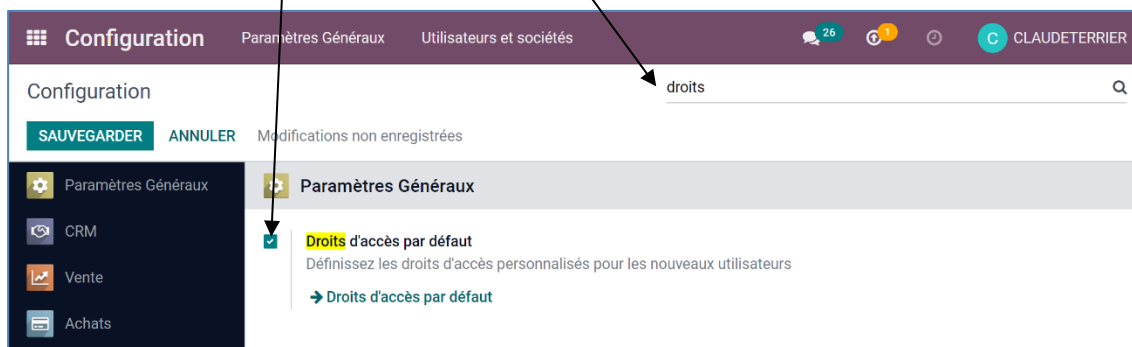 Configuration Paramètres Généraux Utilisateurs et sociétés 26 1 C CLAUDETERRIER
Configuration droits
SAUVEGARDER ANNULER Modifications non enregistrées
Paramètres Généraux Paramètres Généraux
CRM Droits d'accès par défaut
Définissez les droits d'accès personnalisés pour les nouveaux utilisateurs
Vente
Droits d'accès par défaut
Achats